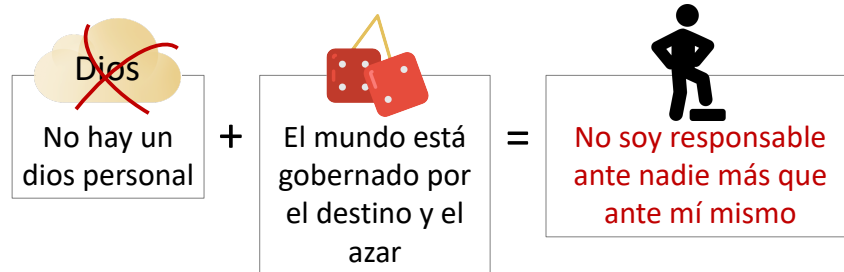 Dios
No hay un
dios personal
+
El mundo está
gobernado por
el destino y el
azar
=
No soy responsable
ante nadie más que
ante mí mismo